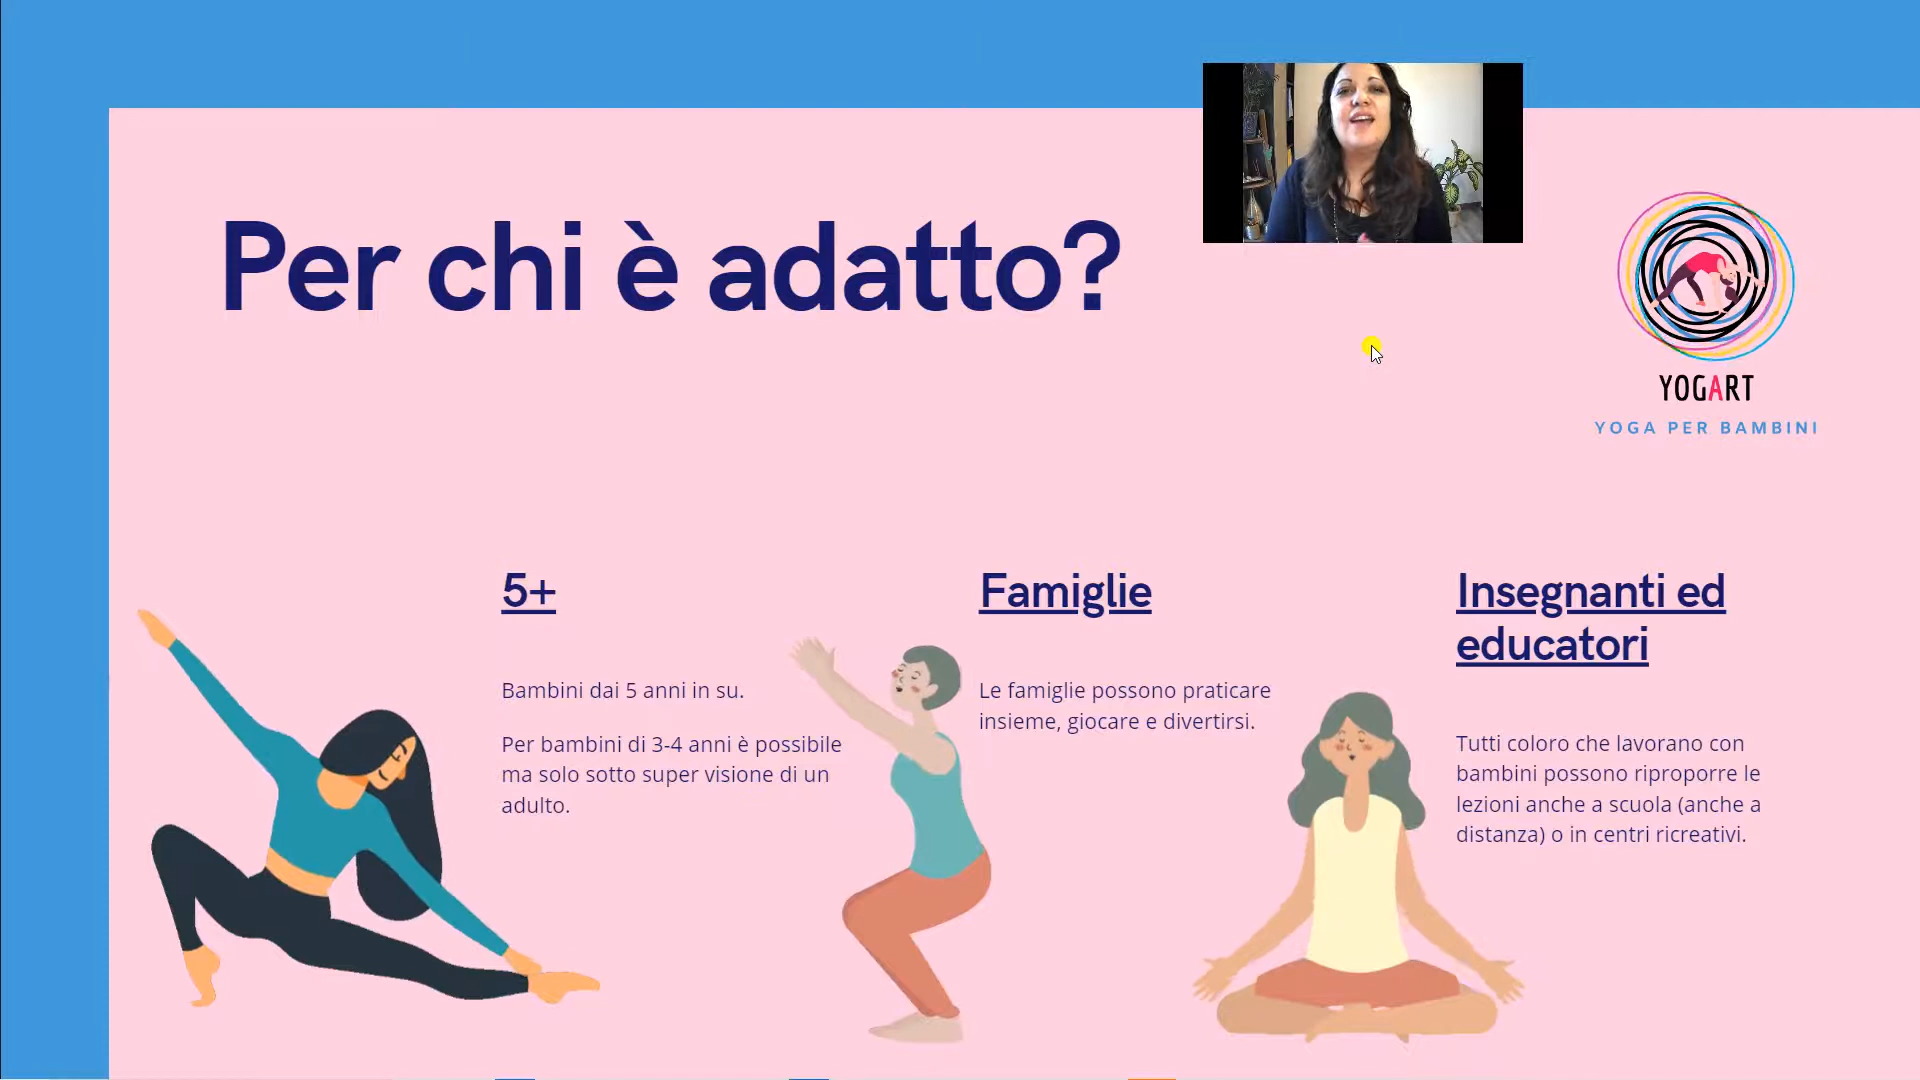 Per chi è adatto?
YOGART
YOGA PER BAMBINI
5+
Bambini dai 5 anni in su.
Per bambini di 3-4 anni è possibile
ma solo sotto super visione di un
adulto.
Famiglie
Le famiglie possono praticare
insieme, giocare e divertirsi.
Insegnanti ed
educatori
Tutti coloro che lavorano con
bambini possono riproporre le
lezioni anche a scuola (anche a
distanza) o in centri ricreativi.